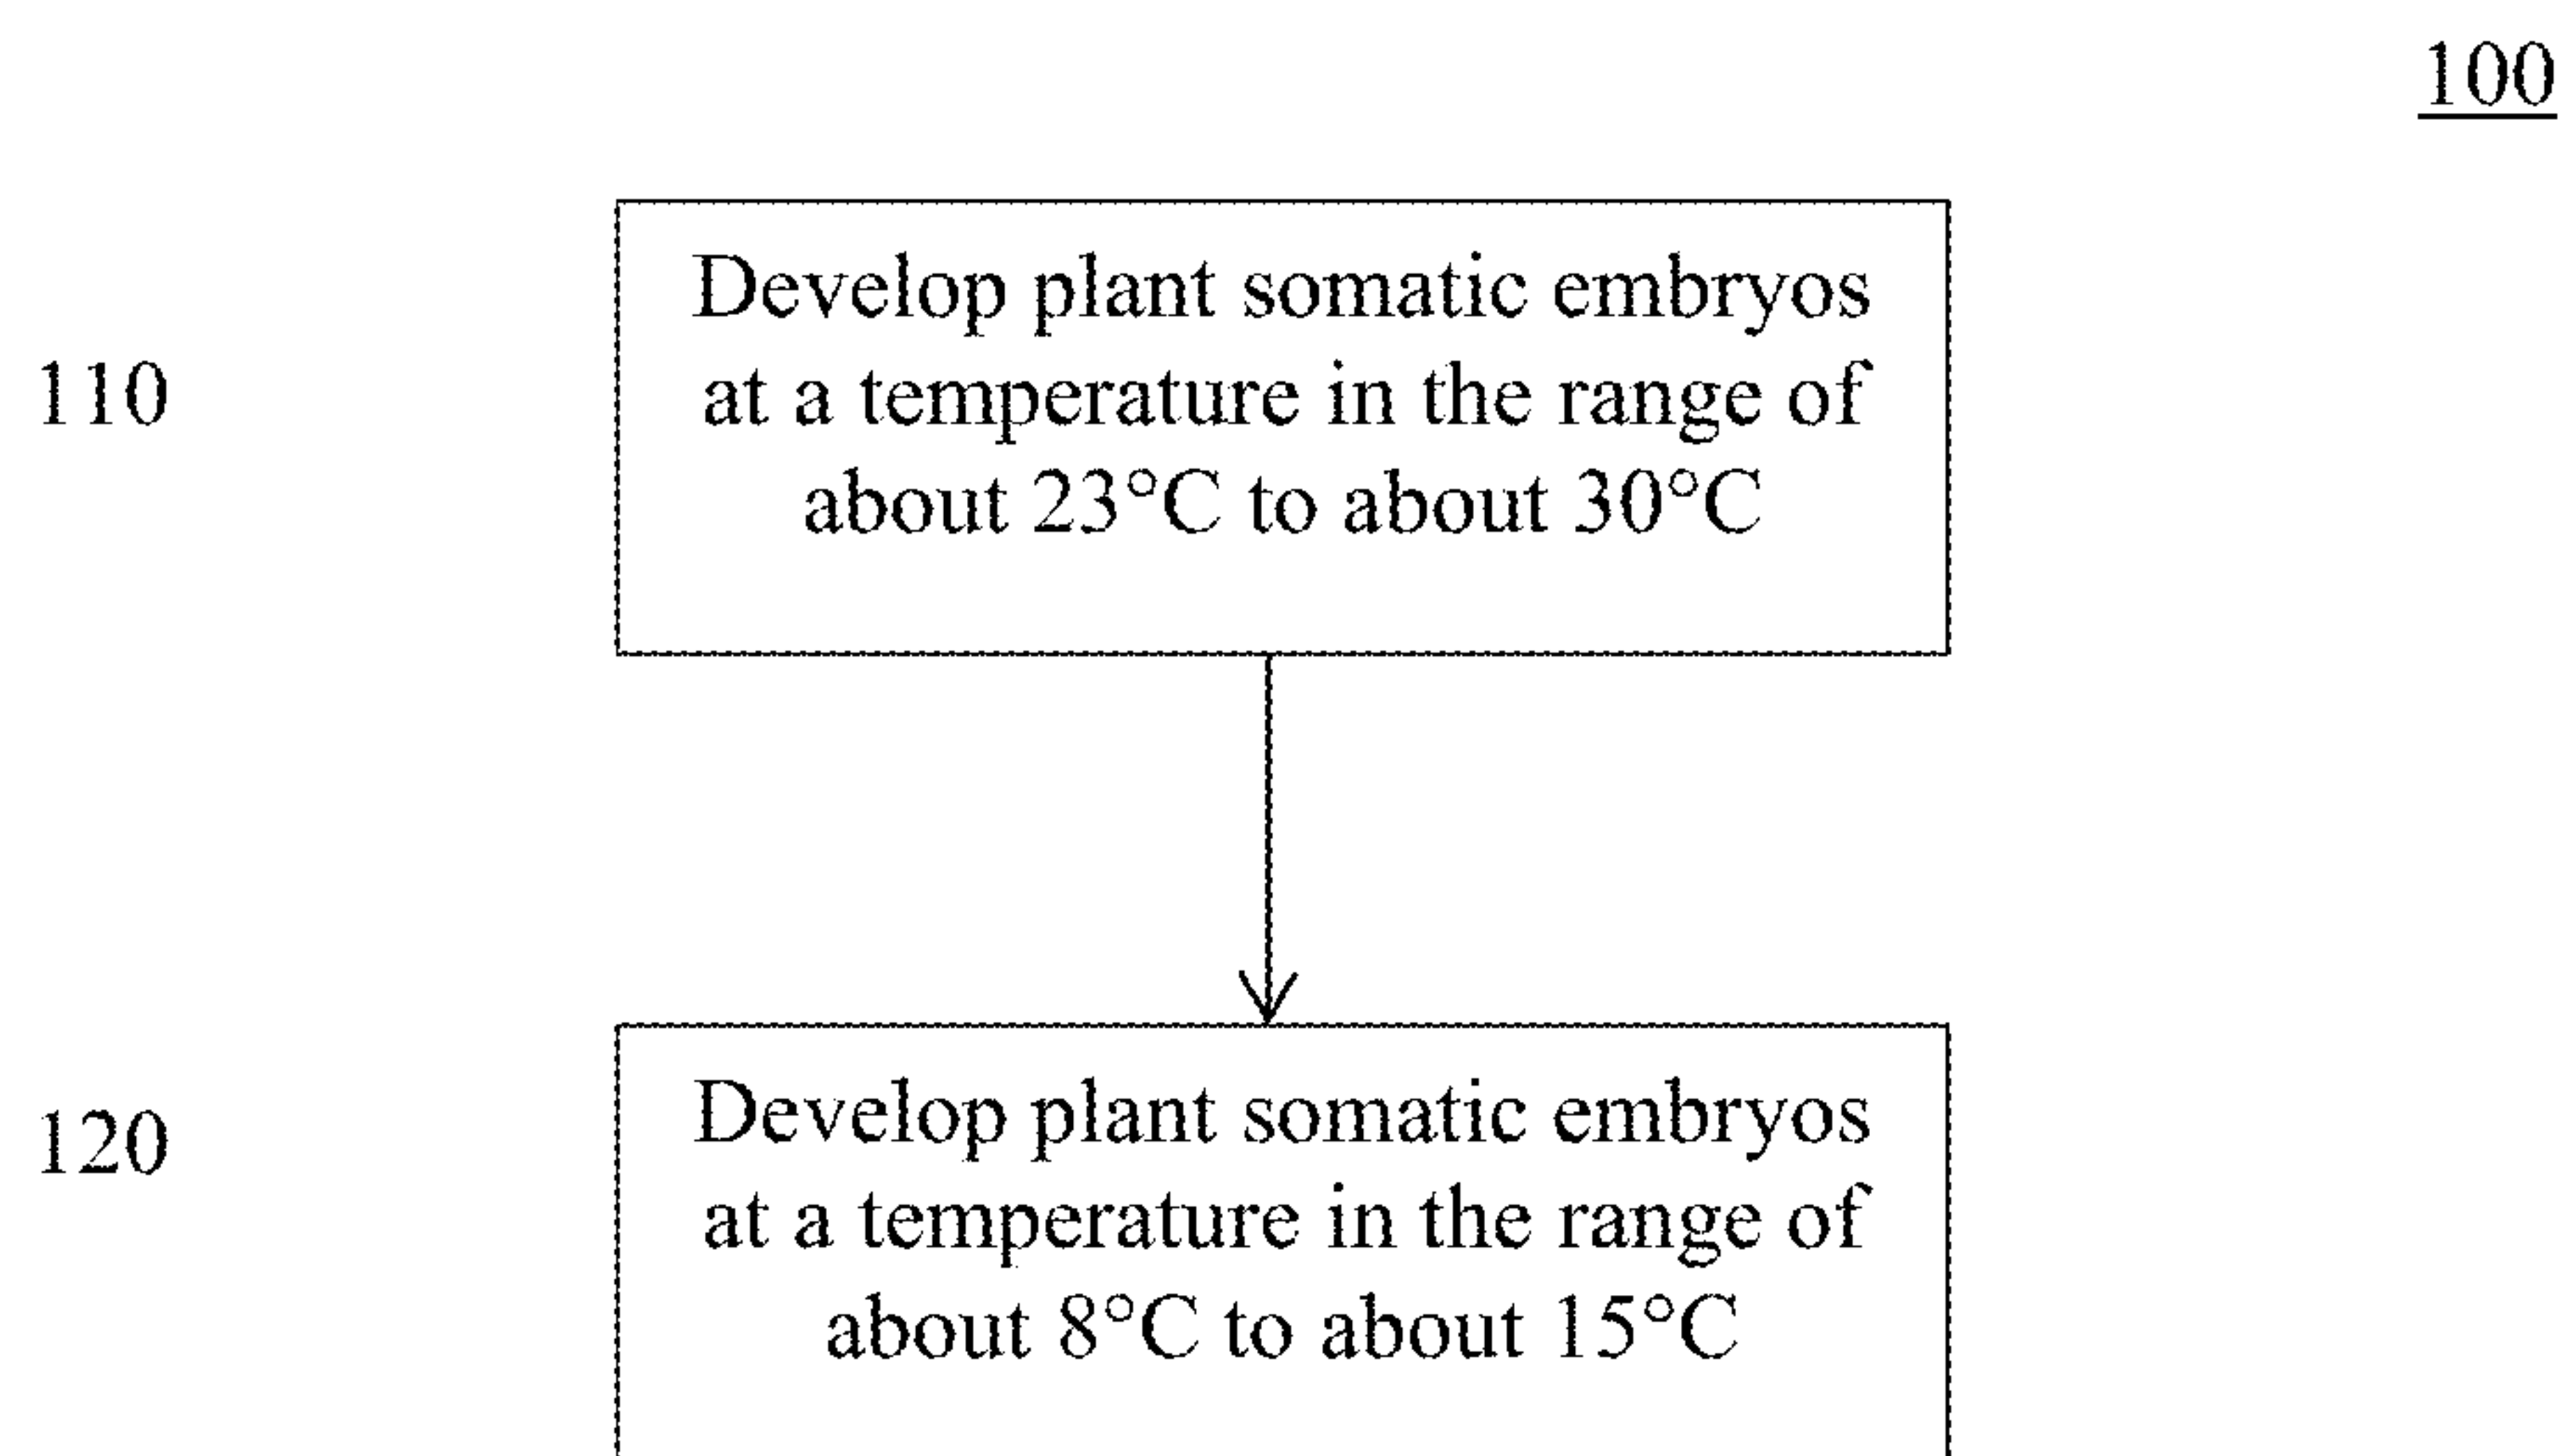 100
Develop plant somatic embryos
at a temperature in the range of
about 23°C to about 30°C
110
Develop plant somatic embryos
at a temperature in the range of
about 8°C to about 15°C
120